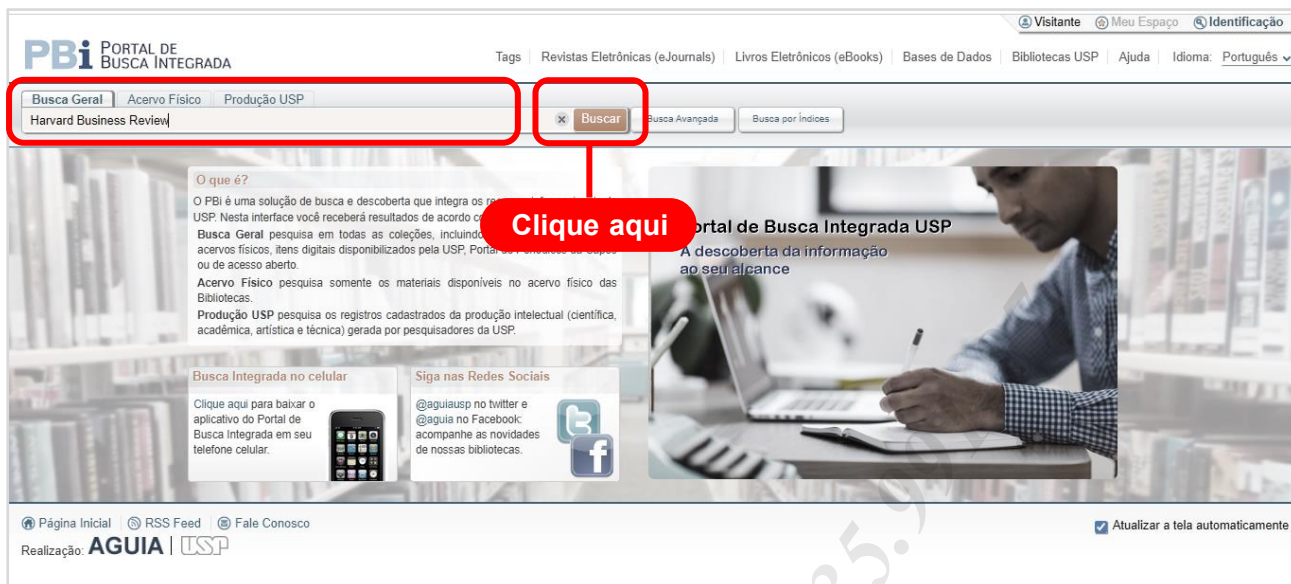 Visitante Meu Espaço Identificação
PBi PORTAL DE BUSCA INTEGRADA
Tags Revistas Eletrônicas (eJournals) Livros Eletrônicos (eBooks) Bases de Dados Bibliotecas USP Ajuda Idioma: Português
Busca Geral Acervo Físico Produção USP
Harvard Business Review Buscar Busca Avançada Busca por Índices
O que é?
O PBi é uma solução de busca e descoberta que integra os
USP. Nesta interface você receberá resultados de acordo
Busca Geral pesquisa em todas as coleções, incluindo
acervos físicos, itens digitais disponibilizados pela USP, Portal
ou de acesso aberto.
Acervo Físico pesquisa somente os materiais disponíveis no acervo físico das
Bibliotecas.
Produção USP pesquisa os registros cadastrados da produção intelectual (científica,
acadêmica, artística e técnica) gerada por pesquisadores da USP.
Clique aqui
de Busca Integrada USP
A descoberta da informação
ao seu alcance
Busca Integrada no celular
Clique aqui para baixar o
aplicativo do Portal de
Busca Integrada em seu
telefone celular.
Siga nas Redes Sociais
@aguiausp no twitter e
@aguia no Facebook:
acompanhe as novidades
de nossas bibliotecas.
Página Inicial RSS Feed Fale Conosco
Atualizar a tela automaticamente
Realização: AGUIA | USP